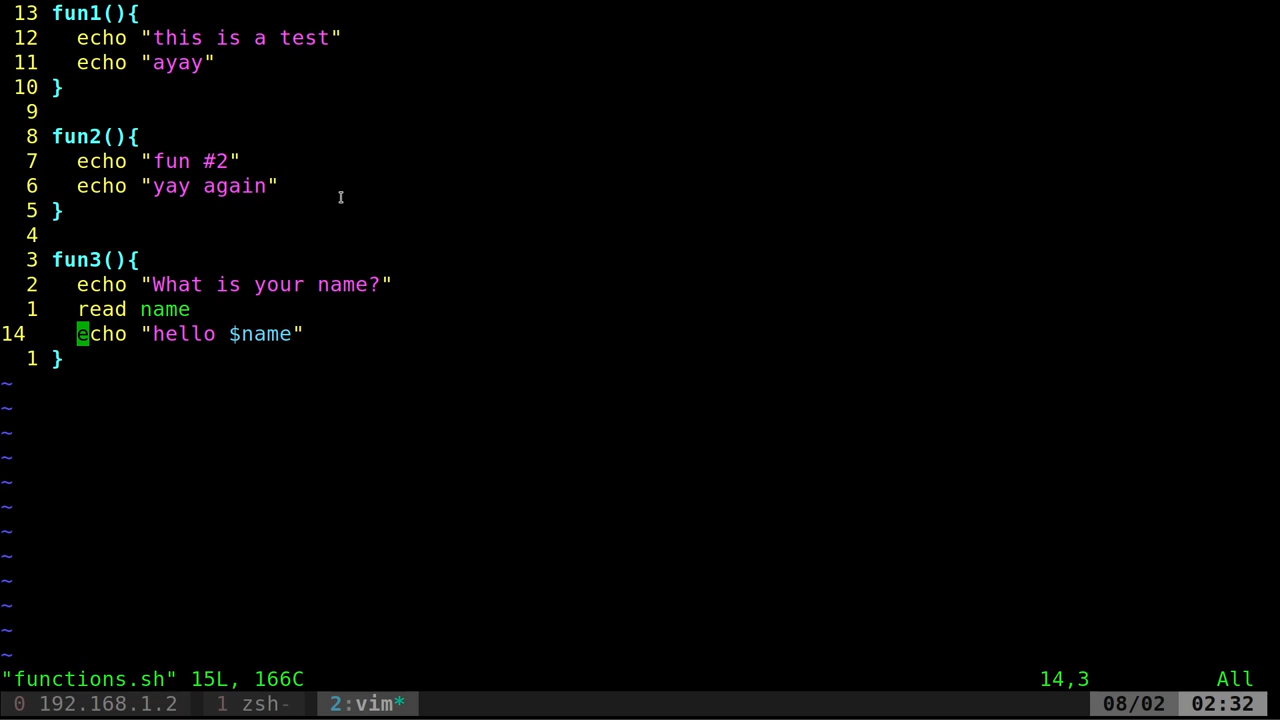 13 fun1(){
12   echo "this is a test"
11   echo "ayay"
10 }
9
8 fun2(){
7   echo "fun #2"
6   echo "yay again"
5 }
4
3 fun3(){
2   echo "What is your name?"
1   read name
14   echo "hello $name"
1 }
~
~
~
~
~
~
~
~
~
~
~
~
"functions.sh" 15L, 166C 14,3 All
0 192.168.1.2 1 zsh- 2:vim* 08/02 02:32